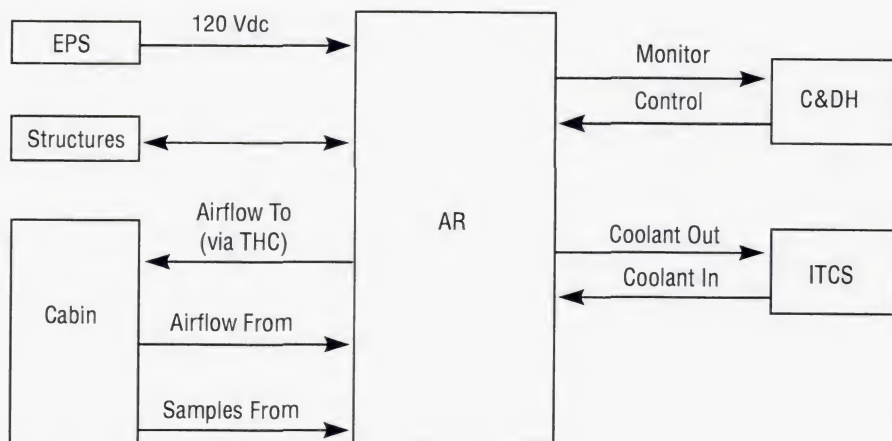 EPS
120 Vdc
Structures
Cabin
Airflow To
(via THC)
Airflow From
Samples From
AR
Monitor
Control
C&DH
Coolant Out
Coolant In
ITCS